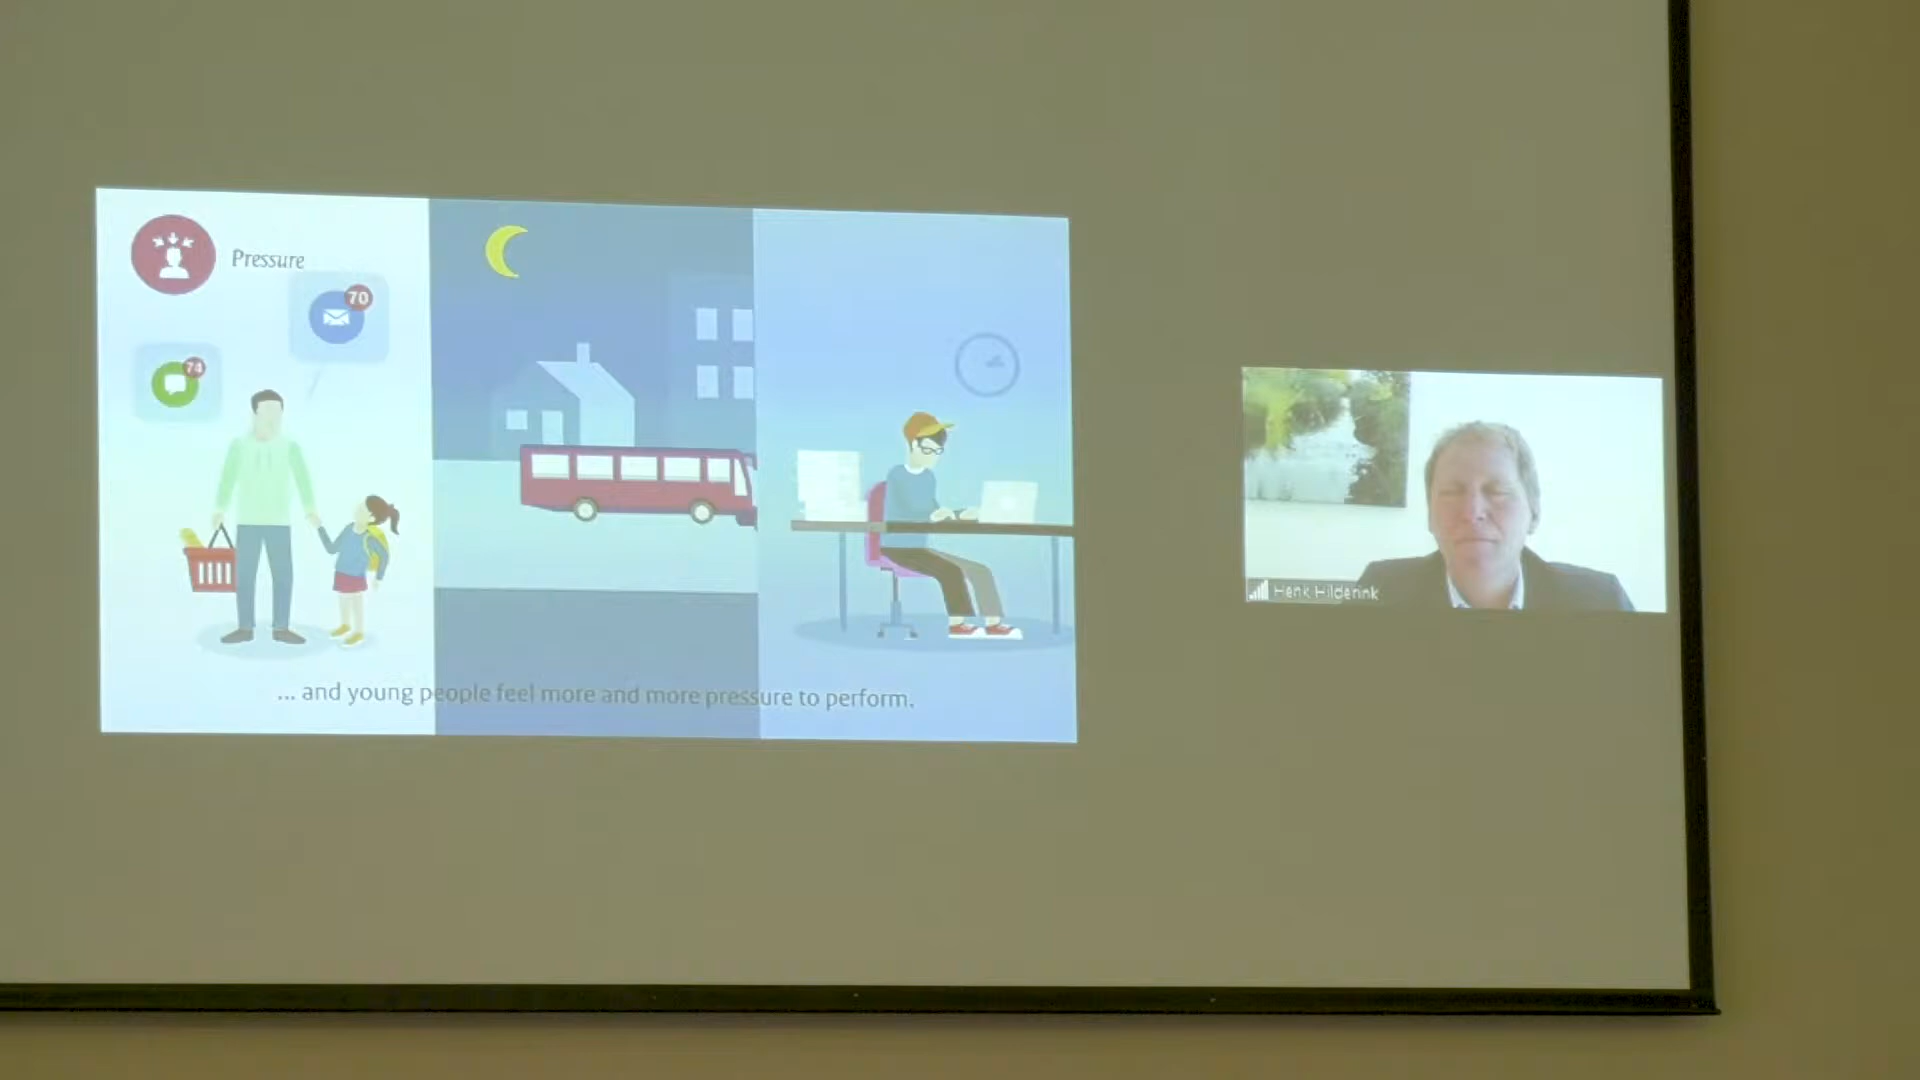 Pressure
70
74
... and young people feel more and more pressure to perform.
Henk Hilderink